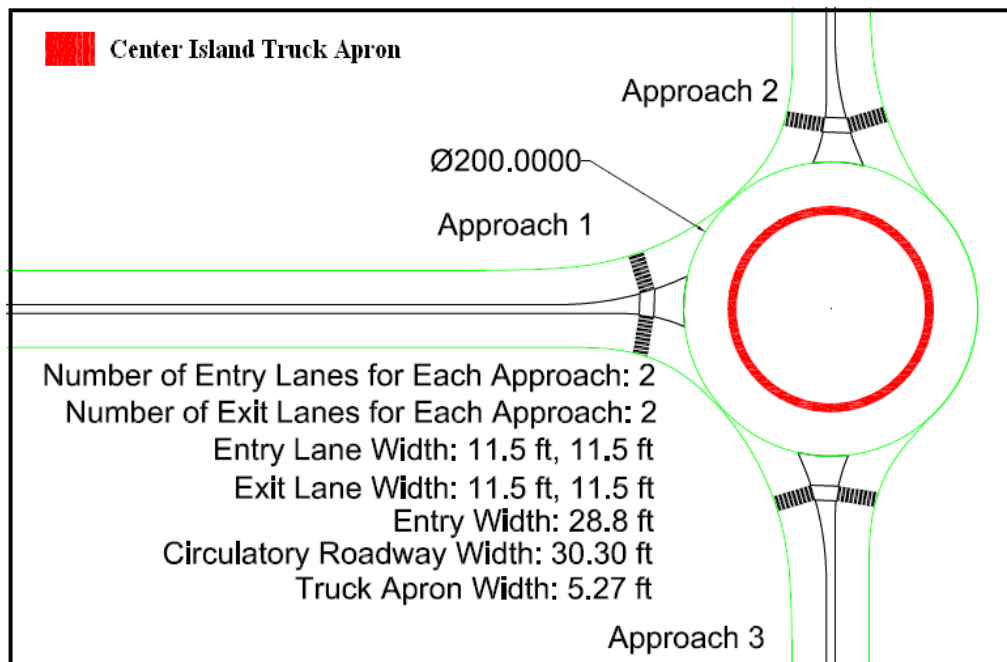 Center Island Truck Apron
Approach 2
Ø200.0000
Approach 1
Number of Entry Lanes for Each Approach: 2
Number of Exit Lanes for Each Approach: 2
Entry Lane Width: 11.5 ft, 11.5 ft
Exit Lane Width: 11.5 ft, 11.5 ft
Entry Width: 28.8 ft
Circulatory Roadway Width: 30.30 ft
Truck Apron Width: 5.27 ft
Approach 3